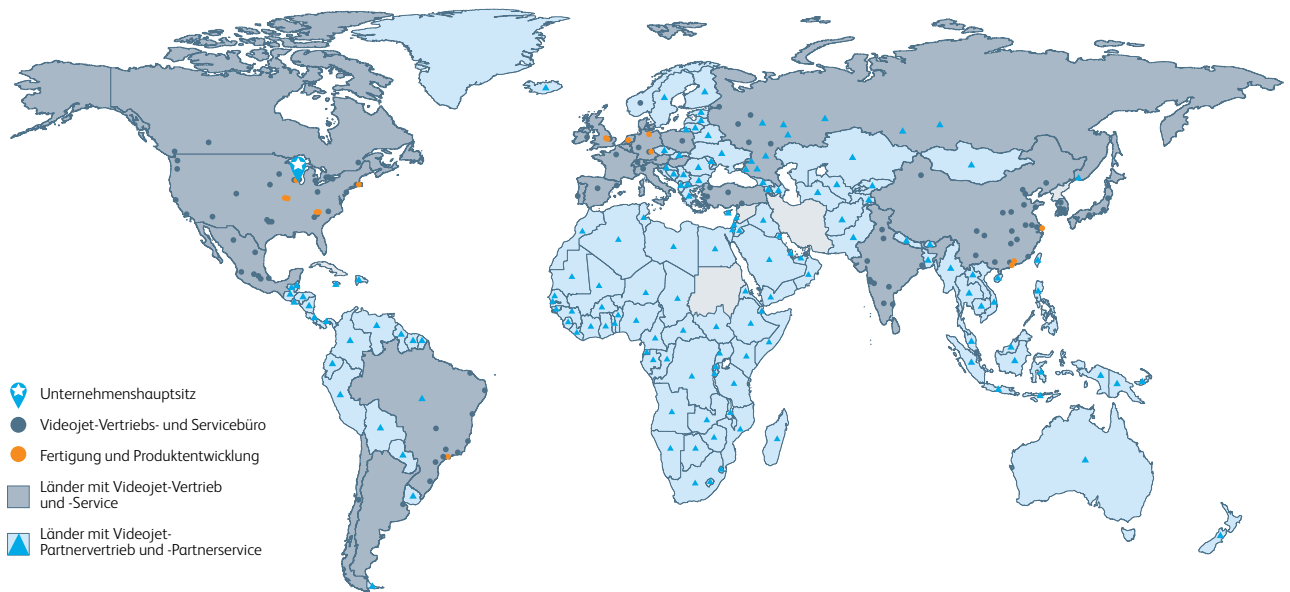 Unternehmenshauptsitz
Videojet-Vertriebs- und Servicebüro
Fertigung und Produktentwicklung
Länder mit Videojet-Vertrieb
und -Service
Länder mit Videojet-
Partnervertrieb und -Partnerservice